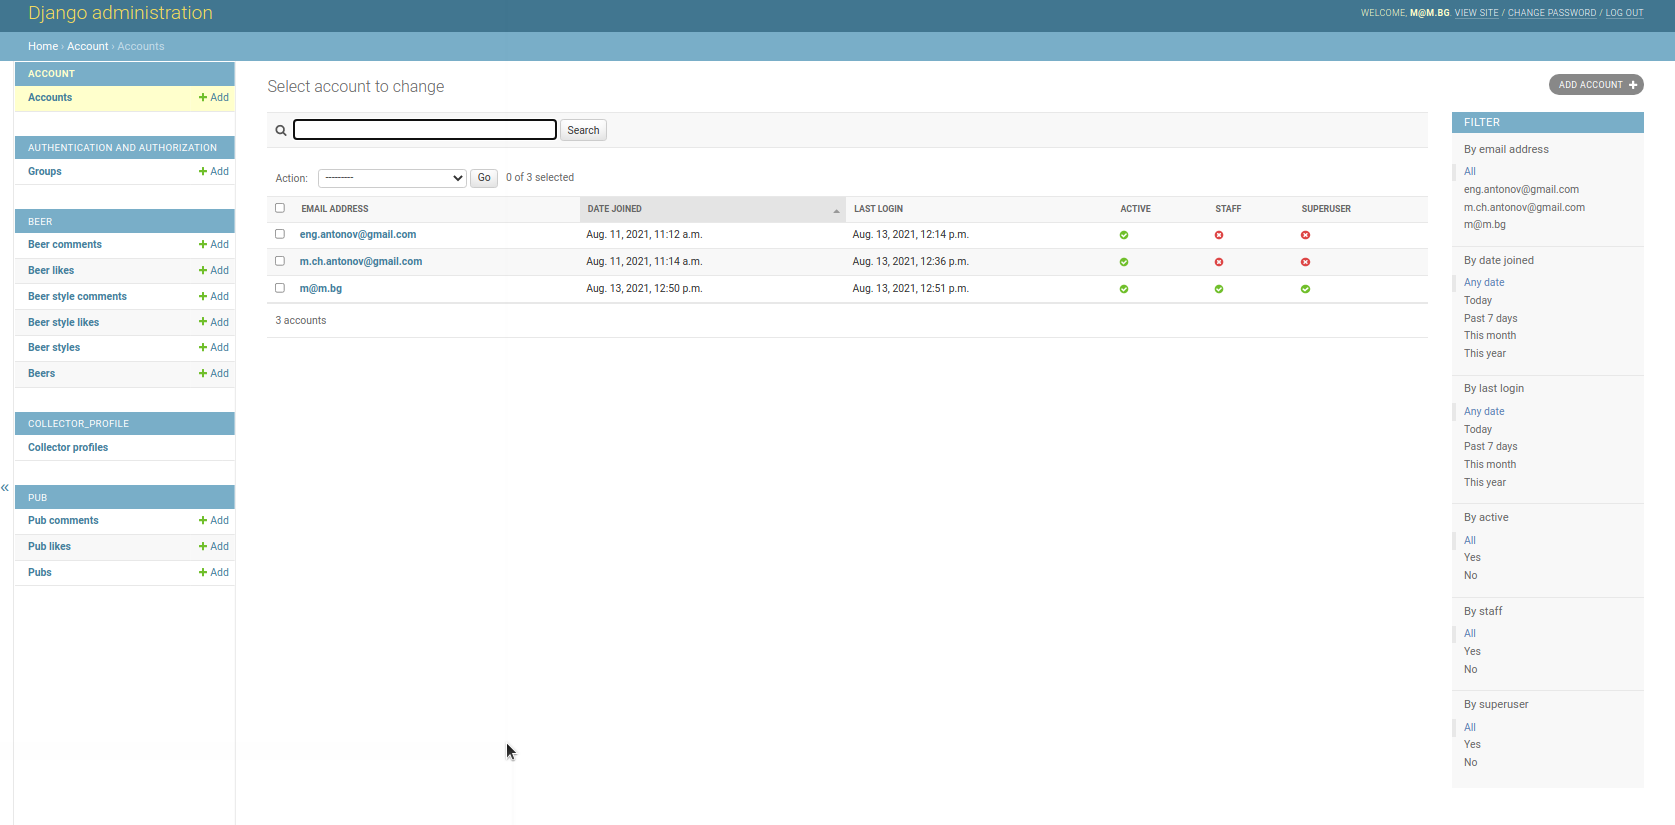 Django administration
WELCOME, M@M.BG. VIEW SITE / CHANGE PASSWORD / LOG OUT
Home › Account › Accounts
ACCOUNT
Accounts + Add
AUTHENTICATION AND AUTHORIZATION
Groups + Add
BEER
Beer comments + Add
Beer likes + Add
Beer style comments + Add
Beer style likes + Add
Beer styles + Add
Beers + Add
COLLECTOR_PROFILE
Collector profiles
PUB
Pub comments + Add
Pub likes + Add
Pubs + Add
«
Select account to change
ADD ACCOUNT +
Search
Action: --------- Go 0 of 3 selected
EMAIL ADDRESS DATE JOINED LAST LOGIN ACTIVE STAFF SUPERUSER
eng.antonov@gmail.com Aug. 11, 2021, 11:12 a.m. Aug. 13, 2021, 12:14 p.m.
m.ch.antonov@gmail.com Aug. 11, 2021, 11:14 a.m. Aug. 13, 2021, 12:36 p.m.
m@m.bg Aug. 13, 2021, 12:50 p.m. Aug. 13, 2021, 12:51 p.m.
3 accounts
FILTER
By email address
All
eng.antonov@gmail.com
m.ch.antonov@gmail.com
m@m.bg
By date joined
Any date
Today
Past 7 days
This month
This year
By last login
Any date
Today
Past 7 days
This month
This year
By active
All
Yes
No
By staff
All
Yes
No
By superuser
All
Yes
No